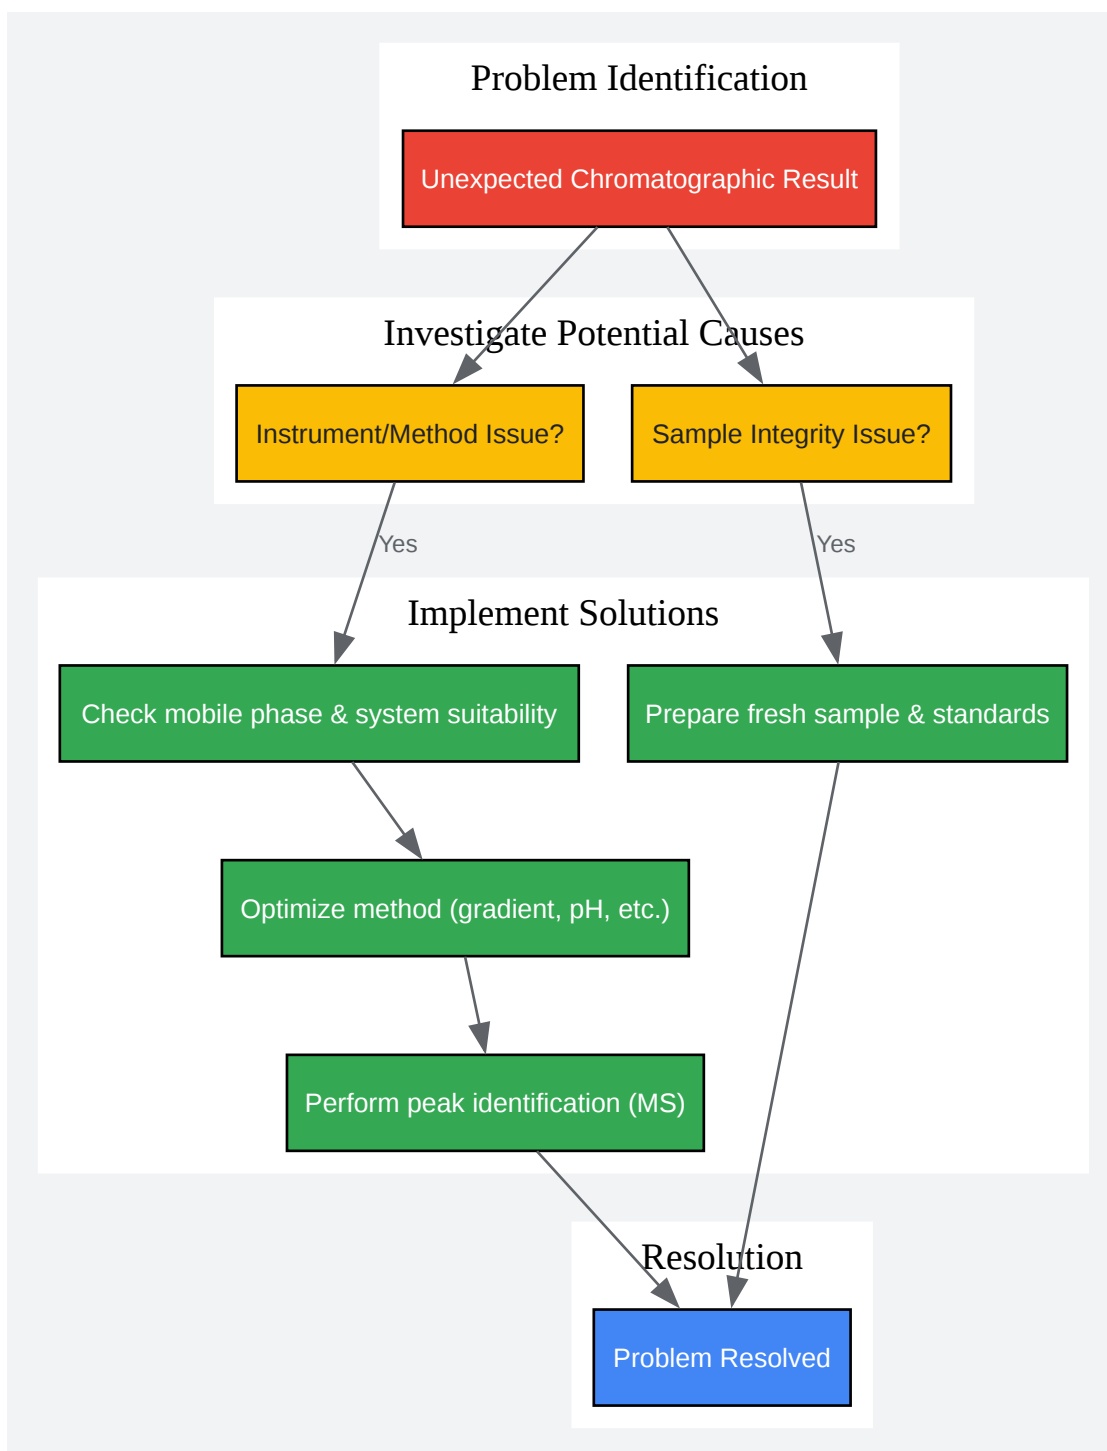 Problem Identification
Unexpected Chromatographic Result
Investigate Potential Causes
Instrument/Method Issue?
Sample Integrity Issue?
Yes
Yes
Implement Solutions
Check mobile phase & system suitability
Prepare fresh sample & standards
Optimize method (gradient, pH, etc.)
Perform peak identification (MS)
Resolution
Problem Resolved